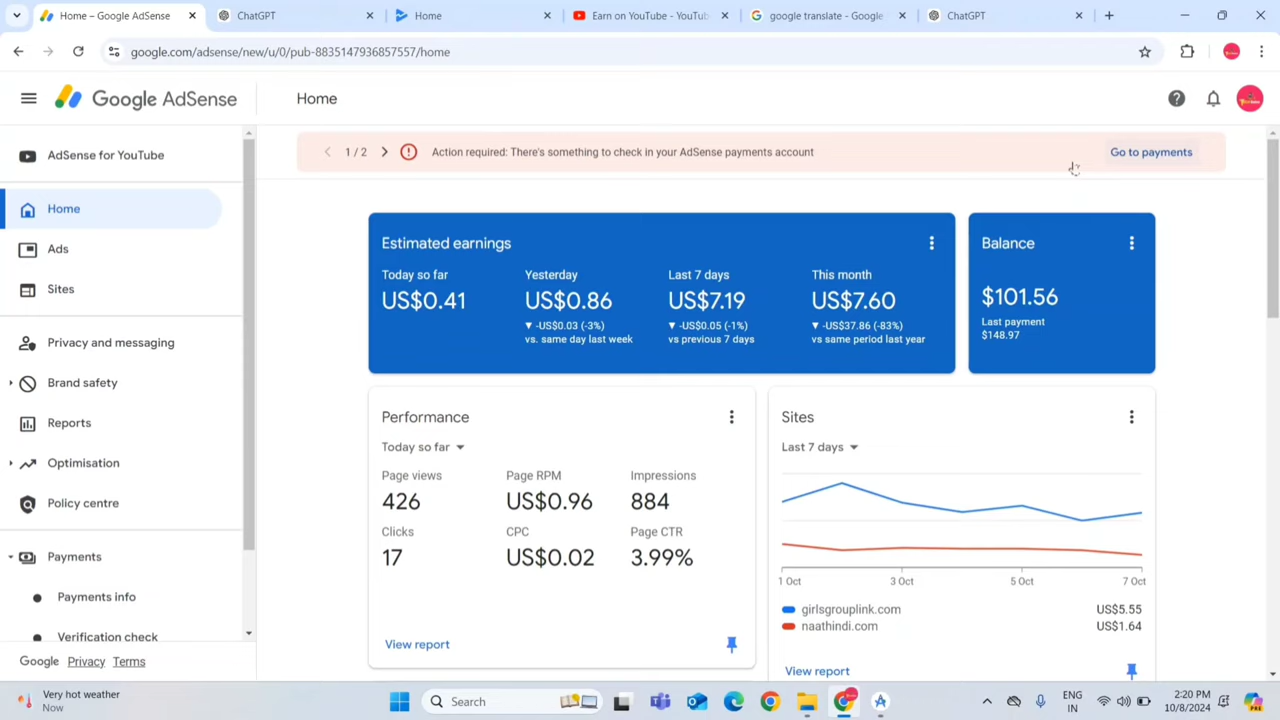 Home – Google AdSense
ChatGPT
Home
Earn on YouTube - YouTub
google translate - Google
ChatGPT
google.com/adsense/new/u/0/pub-8835147936857557/home
Google AdSense
Home
AdSense for YouTube
Home
Ads
Sites
Privacy and messaging
Brand safety
Reports
Optimisation
Policy centre
Payments
Payments info
Verification check
Google Privacy Terms
1 / 2
Action required: There's something to check in your AdSense payments account
Go to payments
Estimated earnings
Today so far
US$0.41
Yesterday
US$0.86
▼ -US$0.03 (-3%)
vs. same day last week
Last 7 days
US$7.19
▼ -US$0.05 (-1%)
vs previous 7 days
This month
US$7.60
▼ -US$37.86 (-83%)
vs same period last year
Balance
$101.56
Last payment
$148.97
Performance
Today so far
Page views
426
Page RPM
US$0.96
Impressions
884
Clicks
17
CPC
US$0.02
Page CTR
3.99%
View report
Sites
Last 7 days
1 Oct 3 Oct 5 Oct 7 Oct
girlsgrouplink.com US$5.55
naathindi.com US$1.64
View report
Very hot weather
Now
Search
ENG
IN
2:20 PM
10/8/2024